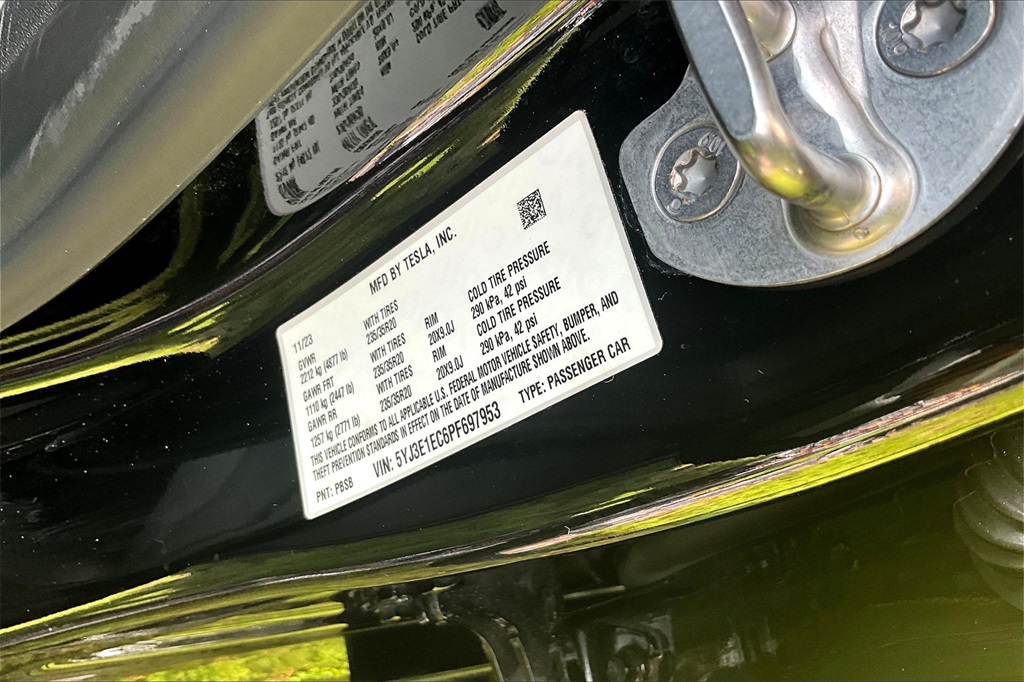 MFD BY TESLA, INC.
11/23
GVWR WITH TIRES RIM COLD TIRE PRESSURE
2212 kg (4877 lb) 235/35R20 20X9.0J 290 kPa, 42 psi
GAWR FRT WITH TIRES RIM COLD TIRE PRESSURE
1110 kg (2447 lb) 235/35R20 20X9.0J 290 kPa, 42 psi
GAWR RR WITH TIRES
1257 kg (2771 lb) 235/35R20
THIS VEHICLE CONFORMS TO ALL APPLICABLE U.S. FEDERAL MOTOR VEHICLE SAFETY, BUMPER, AND
THEFT PREVENTION STANDARDS IN EFFECT ON THE DATE OF MANUFACTURE SHOWN ABOVE.
VIN: 5YJ3E1EC6PF697953 TYPE: PASSENGER CAR
PNT: PBSB